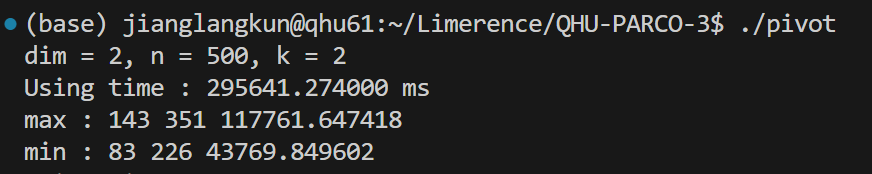 (base) jianglangkun@qhu61:~/Limerence/QHU-PARCO-3$ ./pivot
dim = 2, n = 500, k = 2
Using time : 295641.274000 ms
max : 143 351 117761.647418
min : 83 226 43769.849602